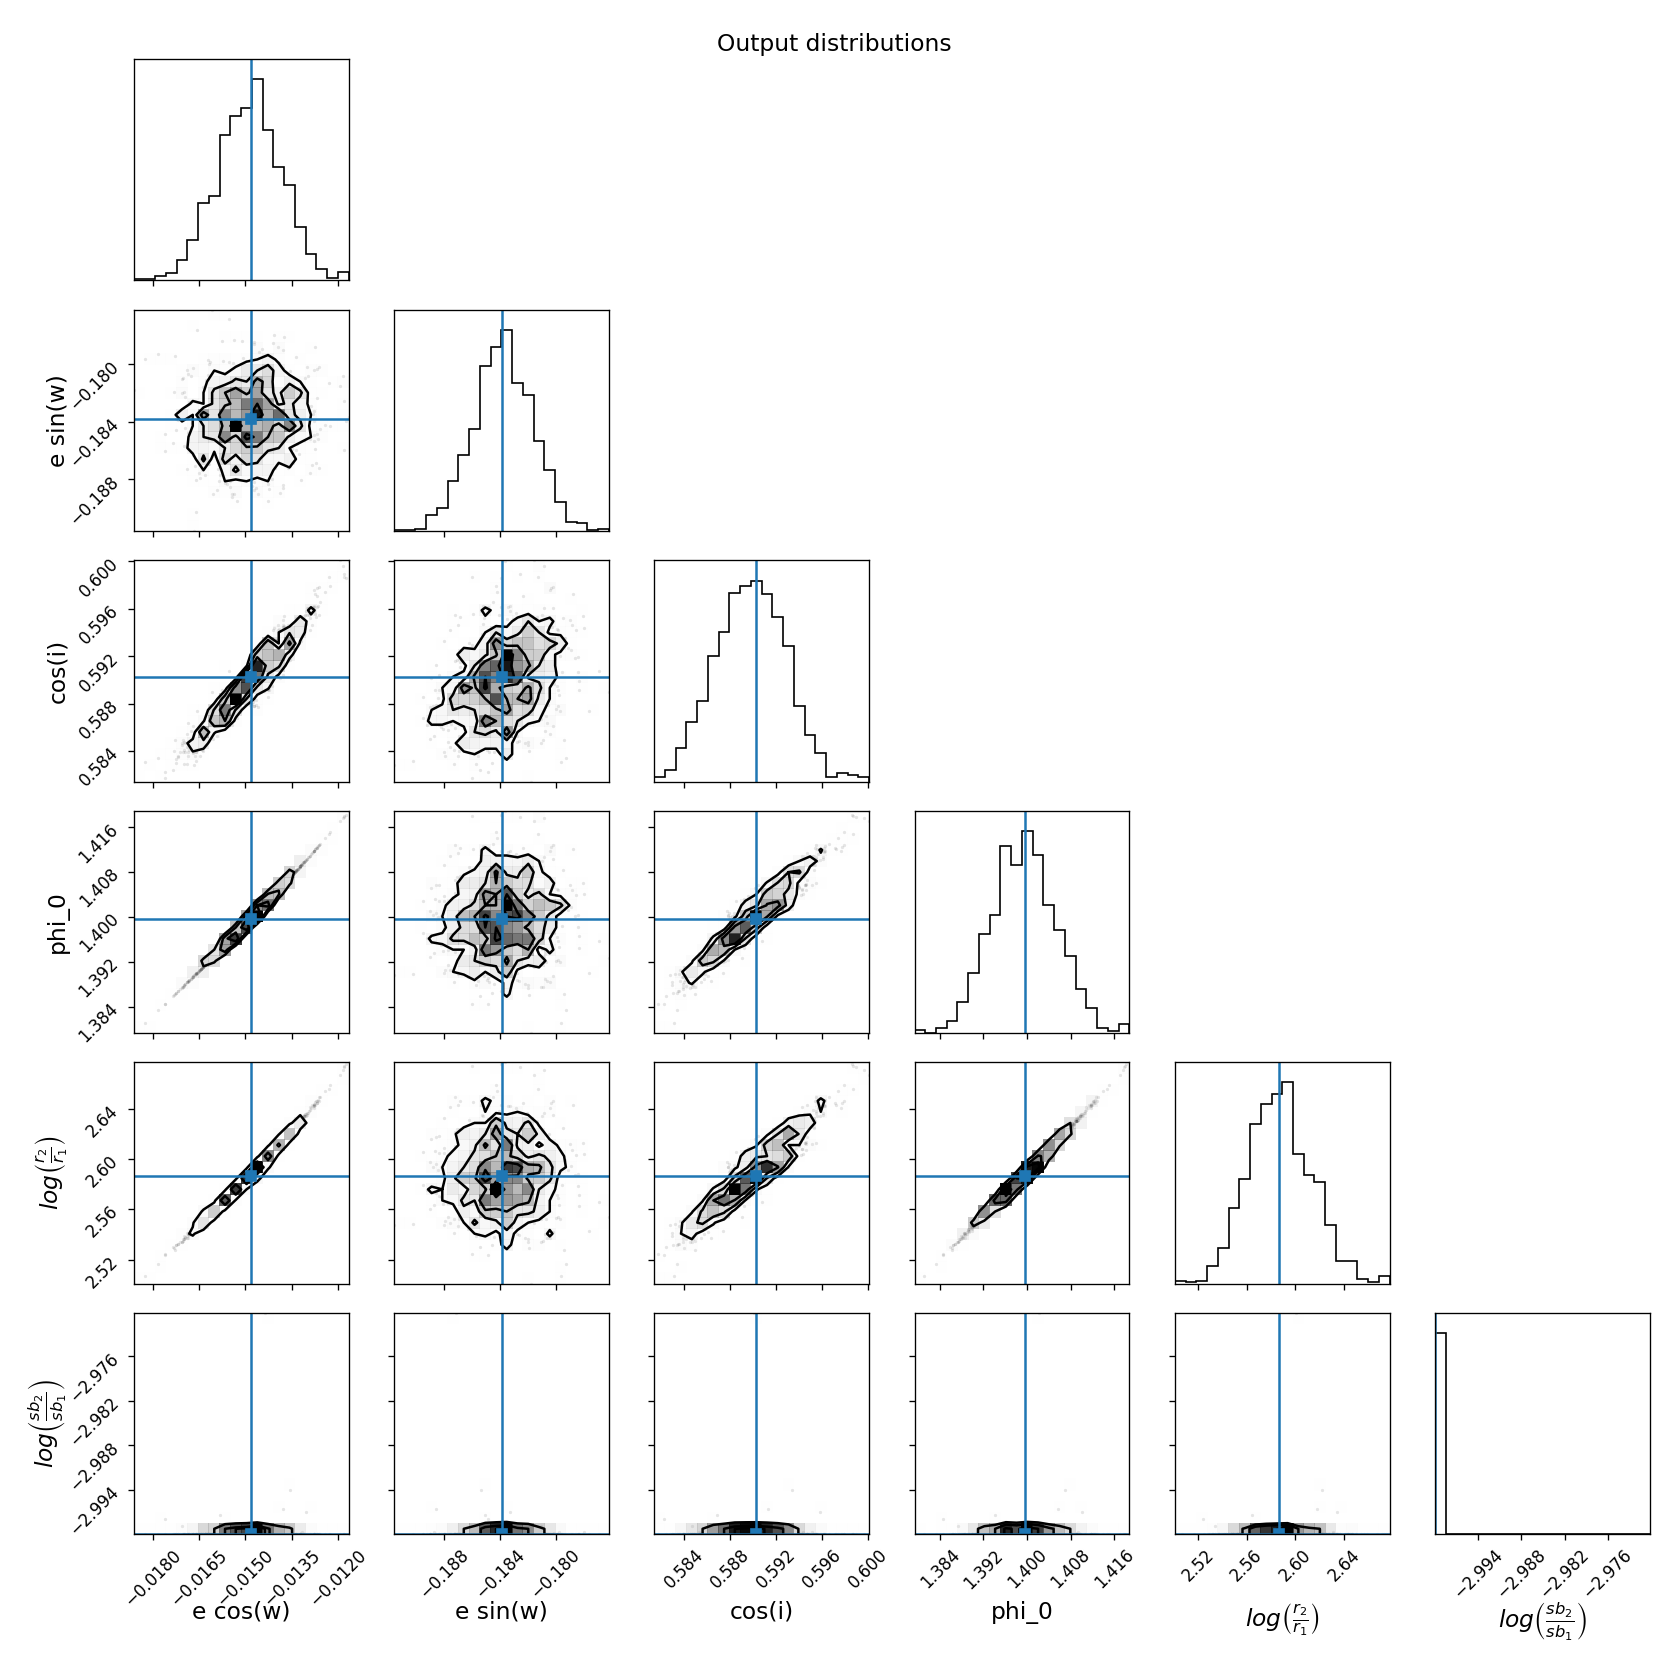 Output distributions
−0.180
−0.184
−0.188
e sin(w)
0.600
0.596
0.592
0.588
0.584
cos(i)
1.416
1.408
1.400
1.392
1.384
phi_0
2.64
2.60
2.56
2.52
log(r₂/r₁)
−2.976
−2.982
−2.988
−2.994
log(sb₂/sb₁)
−0.0180 −0.0165 −0.0150 −0.0135 −0.0120 −0.188 −0.184 −0.180 0.584 0.588 0.592 0.596 0.600 1.384 1.392 1.400 1.408 1.416 2.52 2.56 2.60 2.64 −2.994 −2.988 −2.982 −2.976
e cos(w) e sin(w) cos(i) phi_0 log(r₂/r₁) log(sb₂/sb₁)